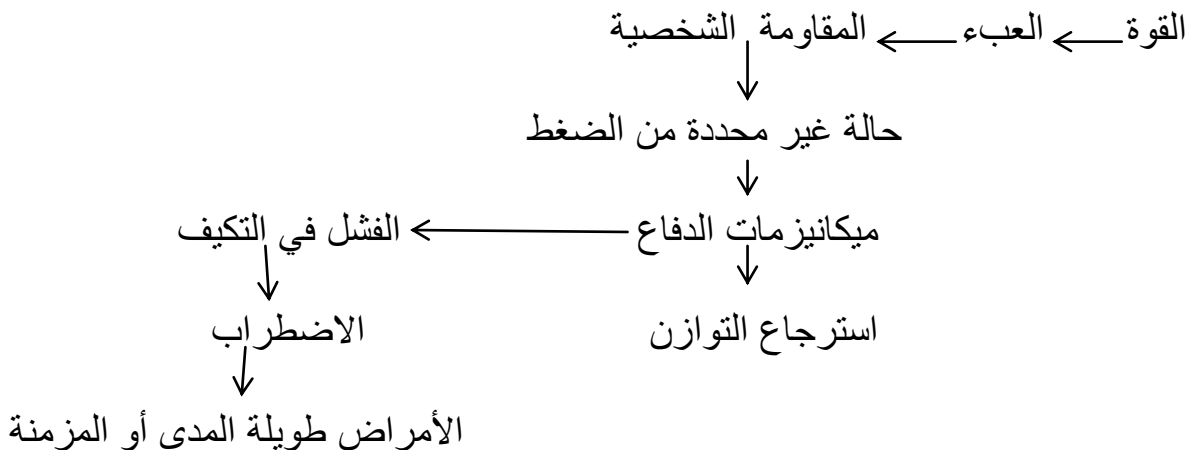 القوة العبء المقاومة الشخصية
حالة غير محددة من الضغط
ميكانيزمات الدفاع الفشل في التكيف
استرجاع التوازن الاضطراب
الأمراض طويلة المدى أو المزمنة